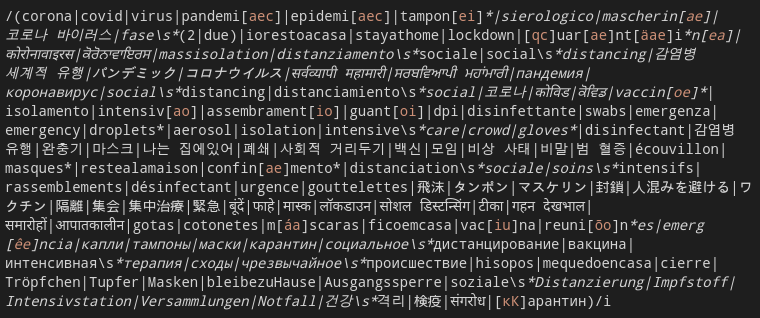 /(corona|covid|virus|pandemi[aec]|epidemi[aec]|tampon[ei]*|sierologico|mascherin[ae]|
코로나 바이러스|fase\s*(2|due)|iorestoacasa|stayathome|lockdown|[qc]uar[ae]nt[äae]i*n[ea]|
कोरोनावाइरस|ਕੋਰੋਨਾਵਾਇਰਸ|massisolation|distanziamento\s*sociale|social\s*distancing|감염병
세계적 유행|パンデミック|コロナウイルス|सर्वव्यापी महामारी|ਸਰਬਵਿਆਪੀ ਮਹਾਂਮਾਰੀ|пандемия|
коронавирус|social\s*distancing|distanciamiento\s*social|코로나|कोविड|ਕੋਵਿਡ|vaccin[oe]*|
isolamento|intensiv[ao]|assembrament[io]|guant[oi]|dpi|disinfettante|swabs|emergenza|
emergency|droplets*|aerosol|isolation|intensive\s*care|crowd|gloves*|disinfectant|감염병
유행|완충기|마스크|나는 집에있어|폐쇄|사회적 거리두기|백신|모임|비상 사태|비말|범 혈증|écouvillon|
masques*|restealamaison|confin[ae]mento*|distanciation\s*sociale|soins\s*intensifs|
rassemblements|désinfectant|urgence|gouttelettes|飛沫|タンポン|マスケリン|封鎖|人混みを避ける|ワ
クチン|隔離|集会|集中治療|緊急|बूंदें|फाहे|मास्क|लॉकडाउन|सोशल डिस्टन्सिंग|टीका|गहन देखभाल|
समारोहों|आपातकालीन|gotas|cotonetes|m[áa]scaras|ficoemcasa|vac[iu]na|reuni[õo]n*es|emerg
[êe]ncia|капли|тампоны|маски|карантин|социальное\s*дистанцирование|вакцина|
интенсивная\s*терапия|сходы|чрезвычайное\s*происшествие|hisopos|mequedoencasa|cierre|
Tröpfchen|Tupfer|Masken|bleibezuHause|Ausgangssperre|soziale\s*Distanzierung|Impfstoff|
Intensivstation|Versammlungen|Notfall|건강\s*격리|検疫|संगरोध|[кК]арантин)/i